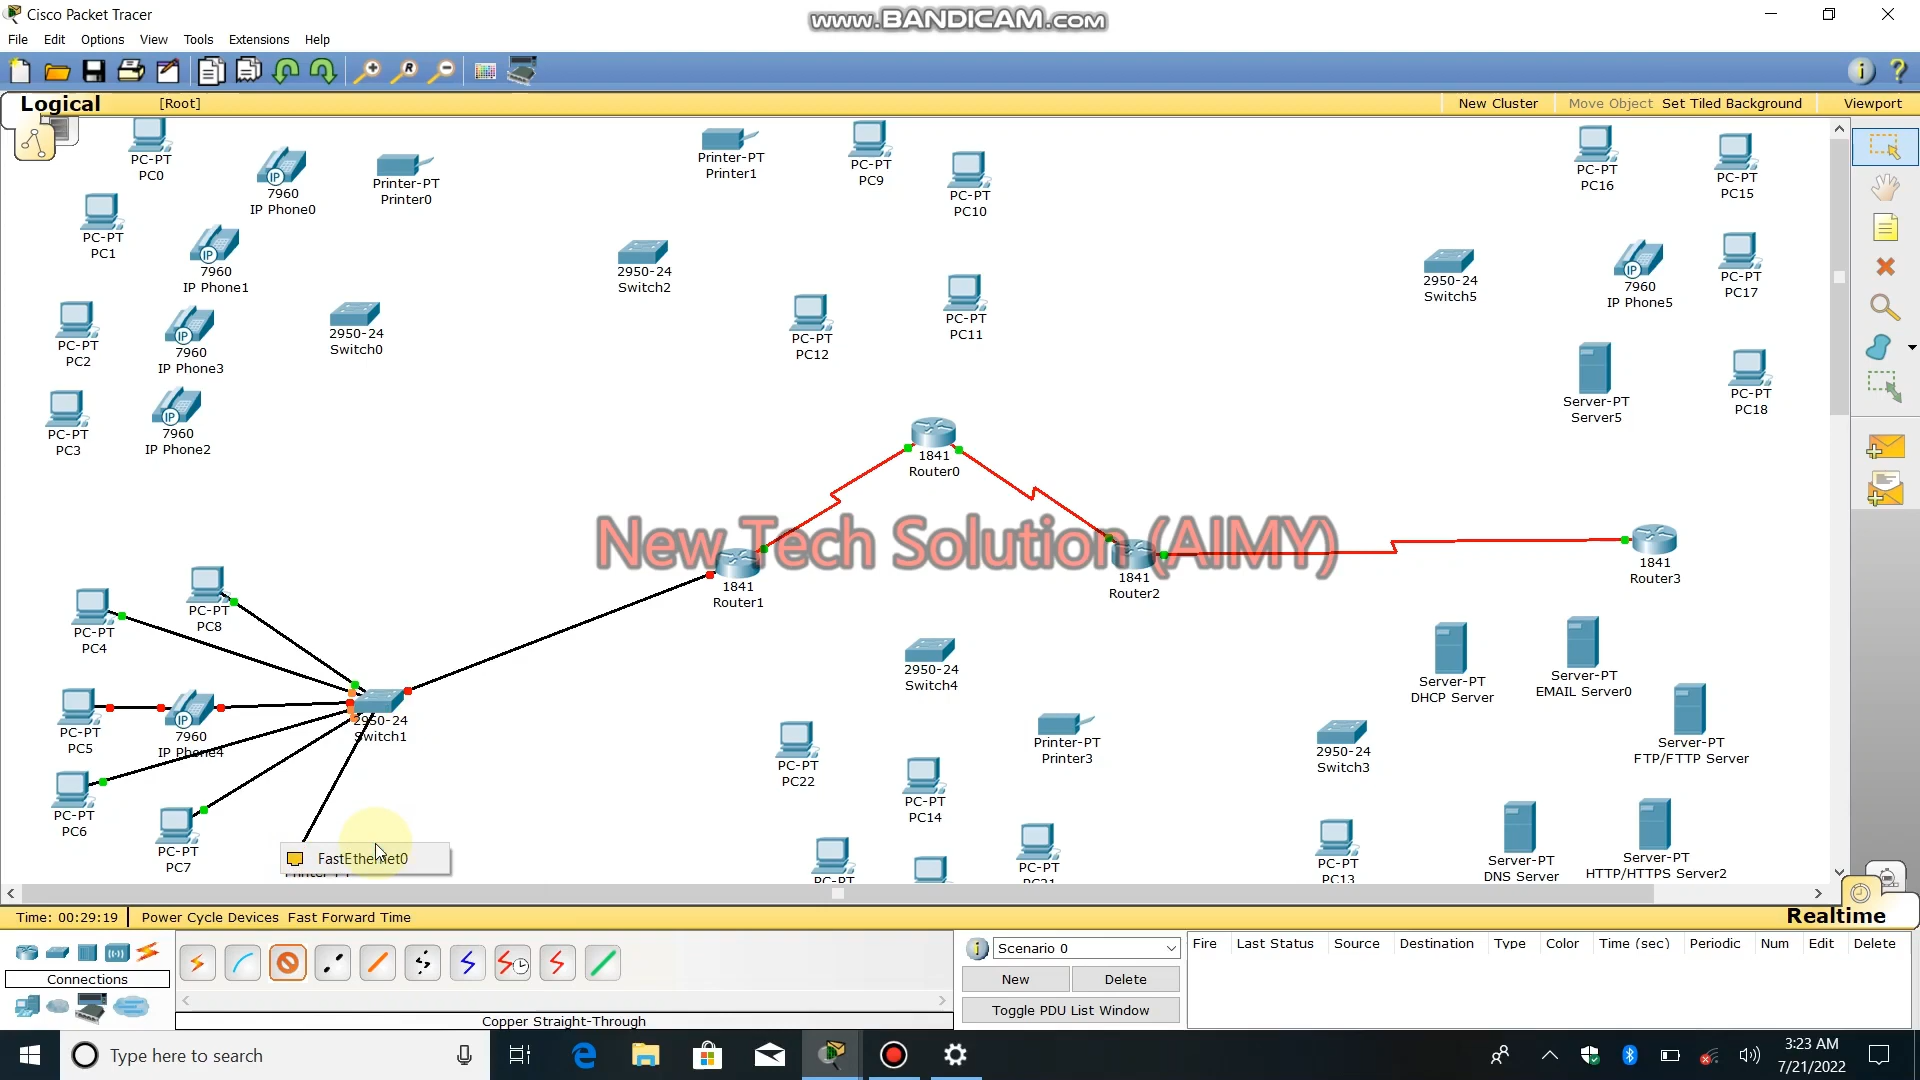 Cisco Packet Tracer
www.BANDICAM.com
File Edit Options View Tools Extensions Help
Logical [Root] New Cluster Move Object Set Tiled Background Viewport
PC-PT
PC0
7960
IP Phone0
Printer-PT
Printer0
Printer-PT
Printer1
PC-PT
PC9
PC-PT
PC10
PC-PT
PC16
PC-PT
PC15
PC-PT
PC1
7960
IP Phone1
2950-24
Switch2
2950-24
Switch5
7960
IP Phone5
PC-PT
PC17
PC-PT
PC2
7960
IP Phone3
2950-24
Switch0
PC-PT
PC12
PC-PT
PC11
Server-PT
Server5
PC-PT
PC18
PC-PT
PC3
7960
IP Phone2
1841
Router0
New Tech Solution (AIMY)
1841
Router1
1841
Router2
1841
Router3
PC-PT
PC4
PC-PT
PC8
2950-24
Switch4
Server-PT
DHCP Server
Server-PT
EMAIL Server0
PC-PT
PC5
7960
IP Phone4
2950-24
Switch1
PC-PT
PC22
Printer-PT
Printer3
2950-24
Switch3
Server-PT
FTP/FTTP Server
PC-PT
PC6
PC-PT
PC7
FastEthernet0
Printer-PT
PC-PT
PC-PT
PC14
PC-PT
PC21
PC-PT
PC13
Server-PT
DNS Server
Server-PT
HTTP/HTTPS Server2
Time: 00:29:19 Power Cycle Devices Fast Forward Time Realtime
Connections
Copper Straight-Through
Scenario 0
New Delete
Toggle PDU List Window
Fire Last Status Source Destination Type Color Time (sec) Periodic Num Edit Delete
Type here to search
3:23 AM
7/21/2022